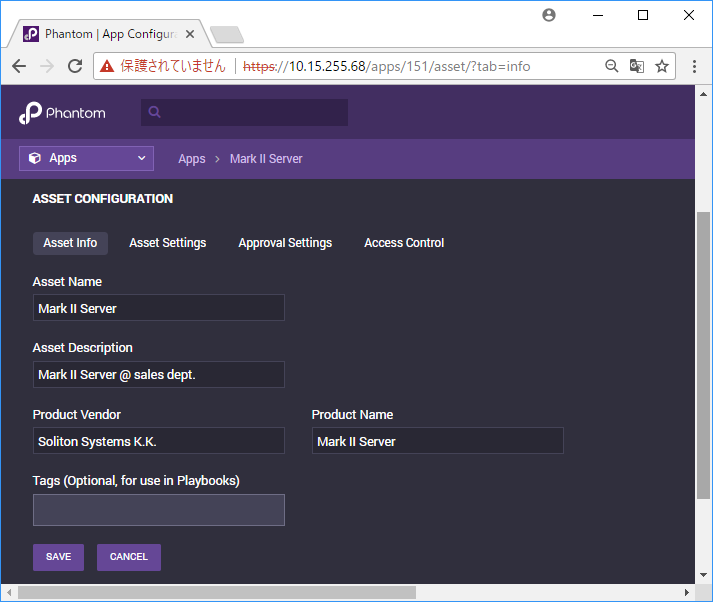 Phantom | App Configura
保護されていません https://10.15.255.68/apps/151/asset/?tab=info
Phantom
Apps Apps > Mark II Server
ASSET CONFIGURATION
Asset Info Asset Settings Approval Settings Access Control
Asset Name
Mark II Server
Asset Description
Mark II Server @ sales dept.
Product Vendor Product Name
Soliton Systems K.K. Mark II Server
Tags (Optional, for use in Playbooks)
SAVE CANCEL